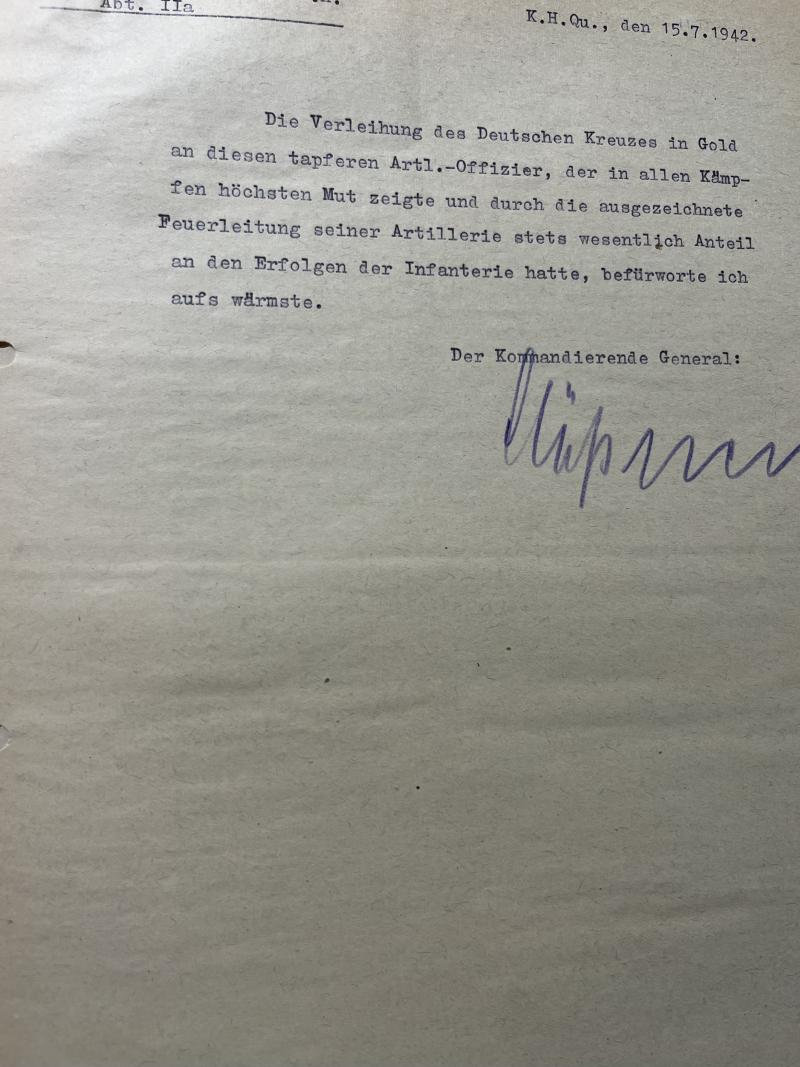 Abt. IIa
K.H.Qu., den 15.7.1942.
Die Verleihung des Deutschen Kreuzes in Gold
an diesen tapferen Artl.-Offizier, der in allen Kämp-
fen höchsten Mut zeigte und durch die ausgezeichnete
Feuerleitung seiner Artillerie stets wesentlich Anteil
an den Erfolgen der Infanterie hatte, befürworte ich
aufs wärmste.
Der Kommandierende General: